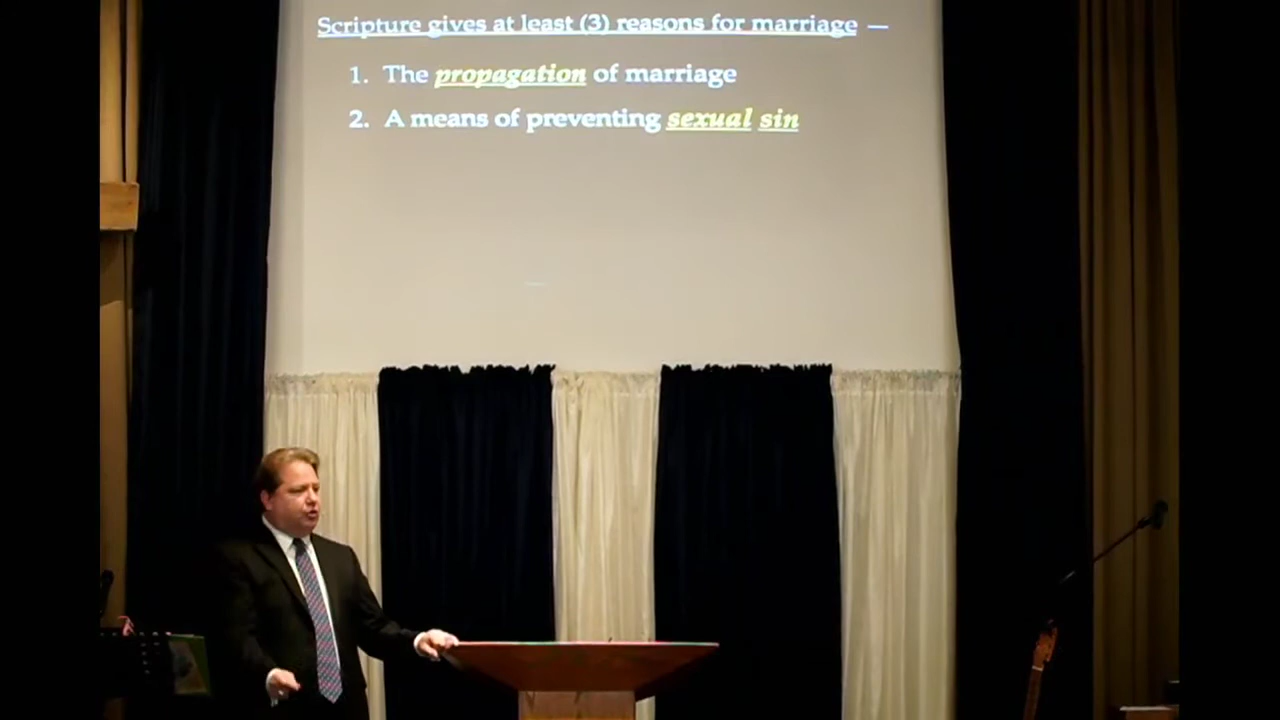 Scripture gives at least (3) reasons for marriage —
1. The propagation of marriage
2. A means of preventing sexual sin